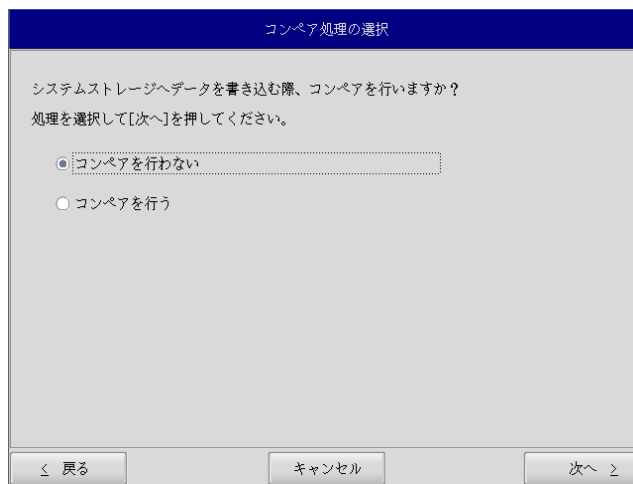 コンペア処理の選択
システムストレージへデータを書き込む際、コンペアを行いますか？
処理を選択して[次へ]を押してください。
コンペアを行わない
コンペアを行う
< 戻る
キャンセル
次へ >